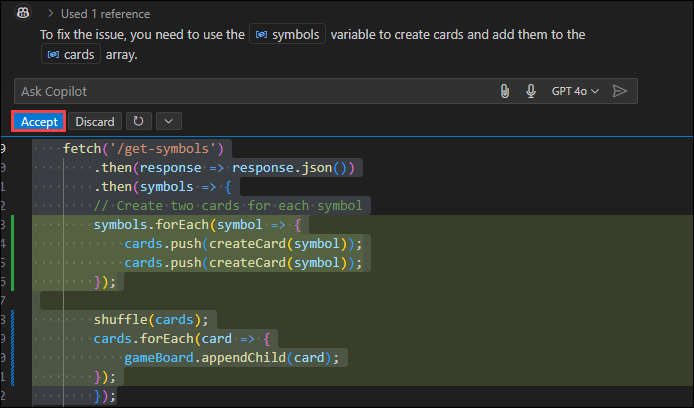 > Used 1 reference
To fix the issue, you need to use the symbols variable to create cards and add them to the
cards array.
Ask Copilot GPT 4o
Accept Discard
9 fetch('/get-symbols')
0 .then(response => response.json())
1 .then(symbols => {
2 // Create two cards for each symbol
3 symbols.forEach(symbol => {
4 cards.push(createCard(symbol));
5 cards.push(createCard(symbol));
6 });
7
8 shuffle(cards);
9 cards.forEach(card => {
0 gameBoard.appendChild(card);
1 });
2 });